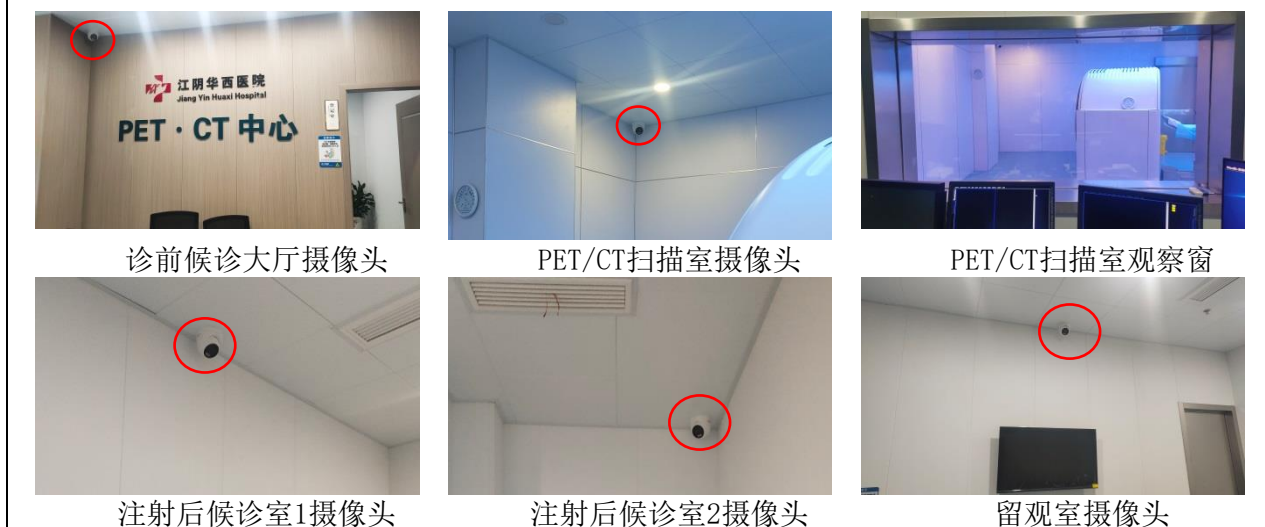 江阴华西医院
Jiang Yin Huaxi Hospital
PET·CT中心
诊前候诊大厅摄像头
PET/CT扫描室摄像头
PET/CT扫描室观察窗
注射后候诊室1摄像头
注射后候诊室2摄像头
留观室摄像头